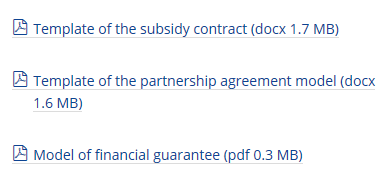 Template of the subsidy contract (docx 1.7 MB)
Template of the partnership agreement model (docx
1.6 MB)
Model of financial guarantee (pdf 0.3 MB)